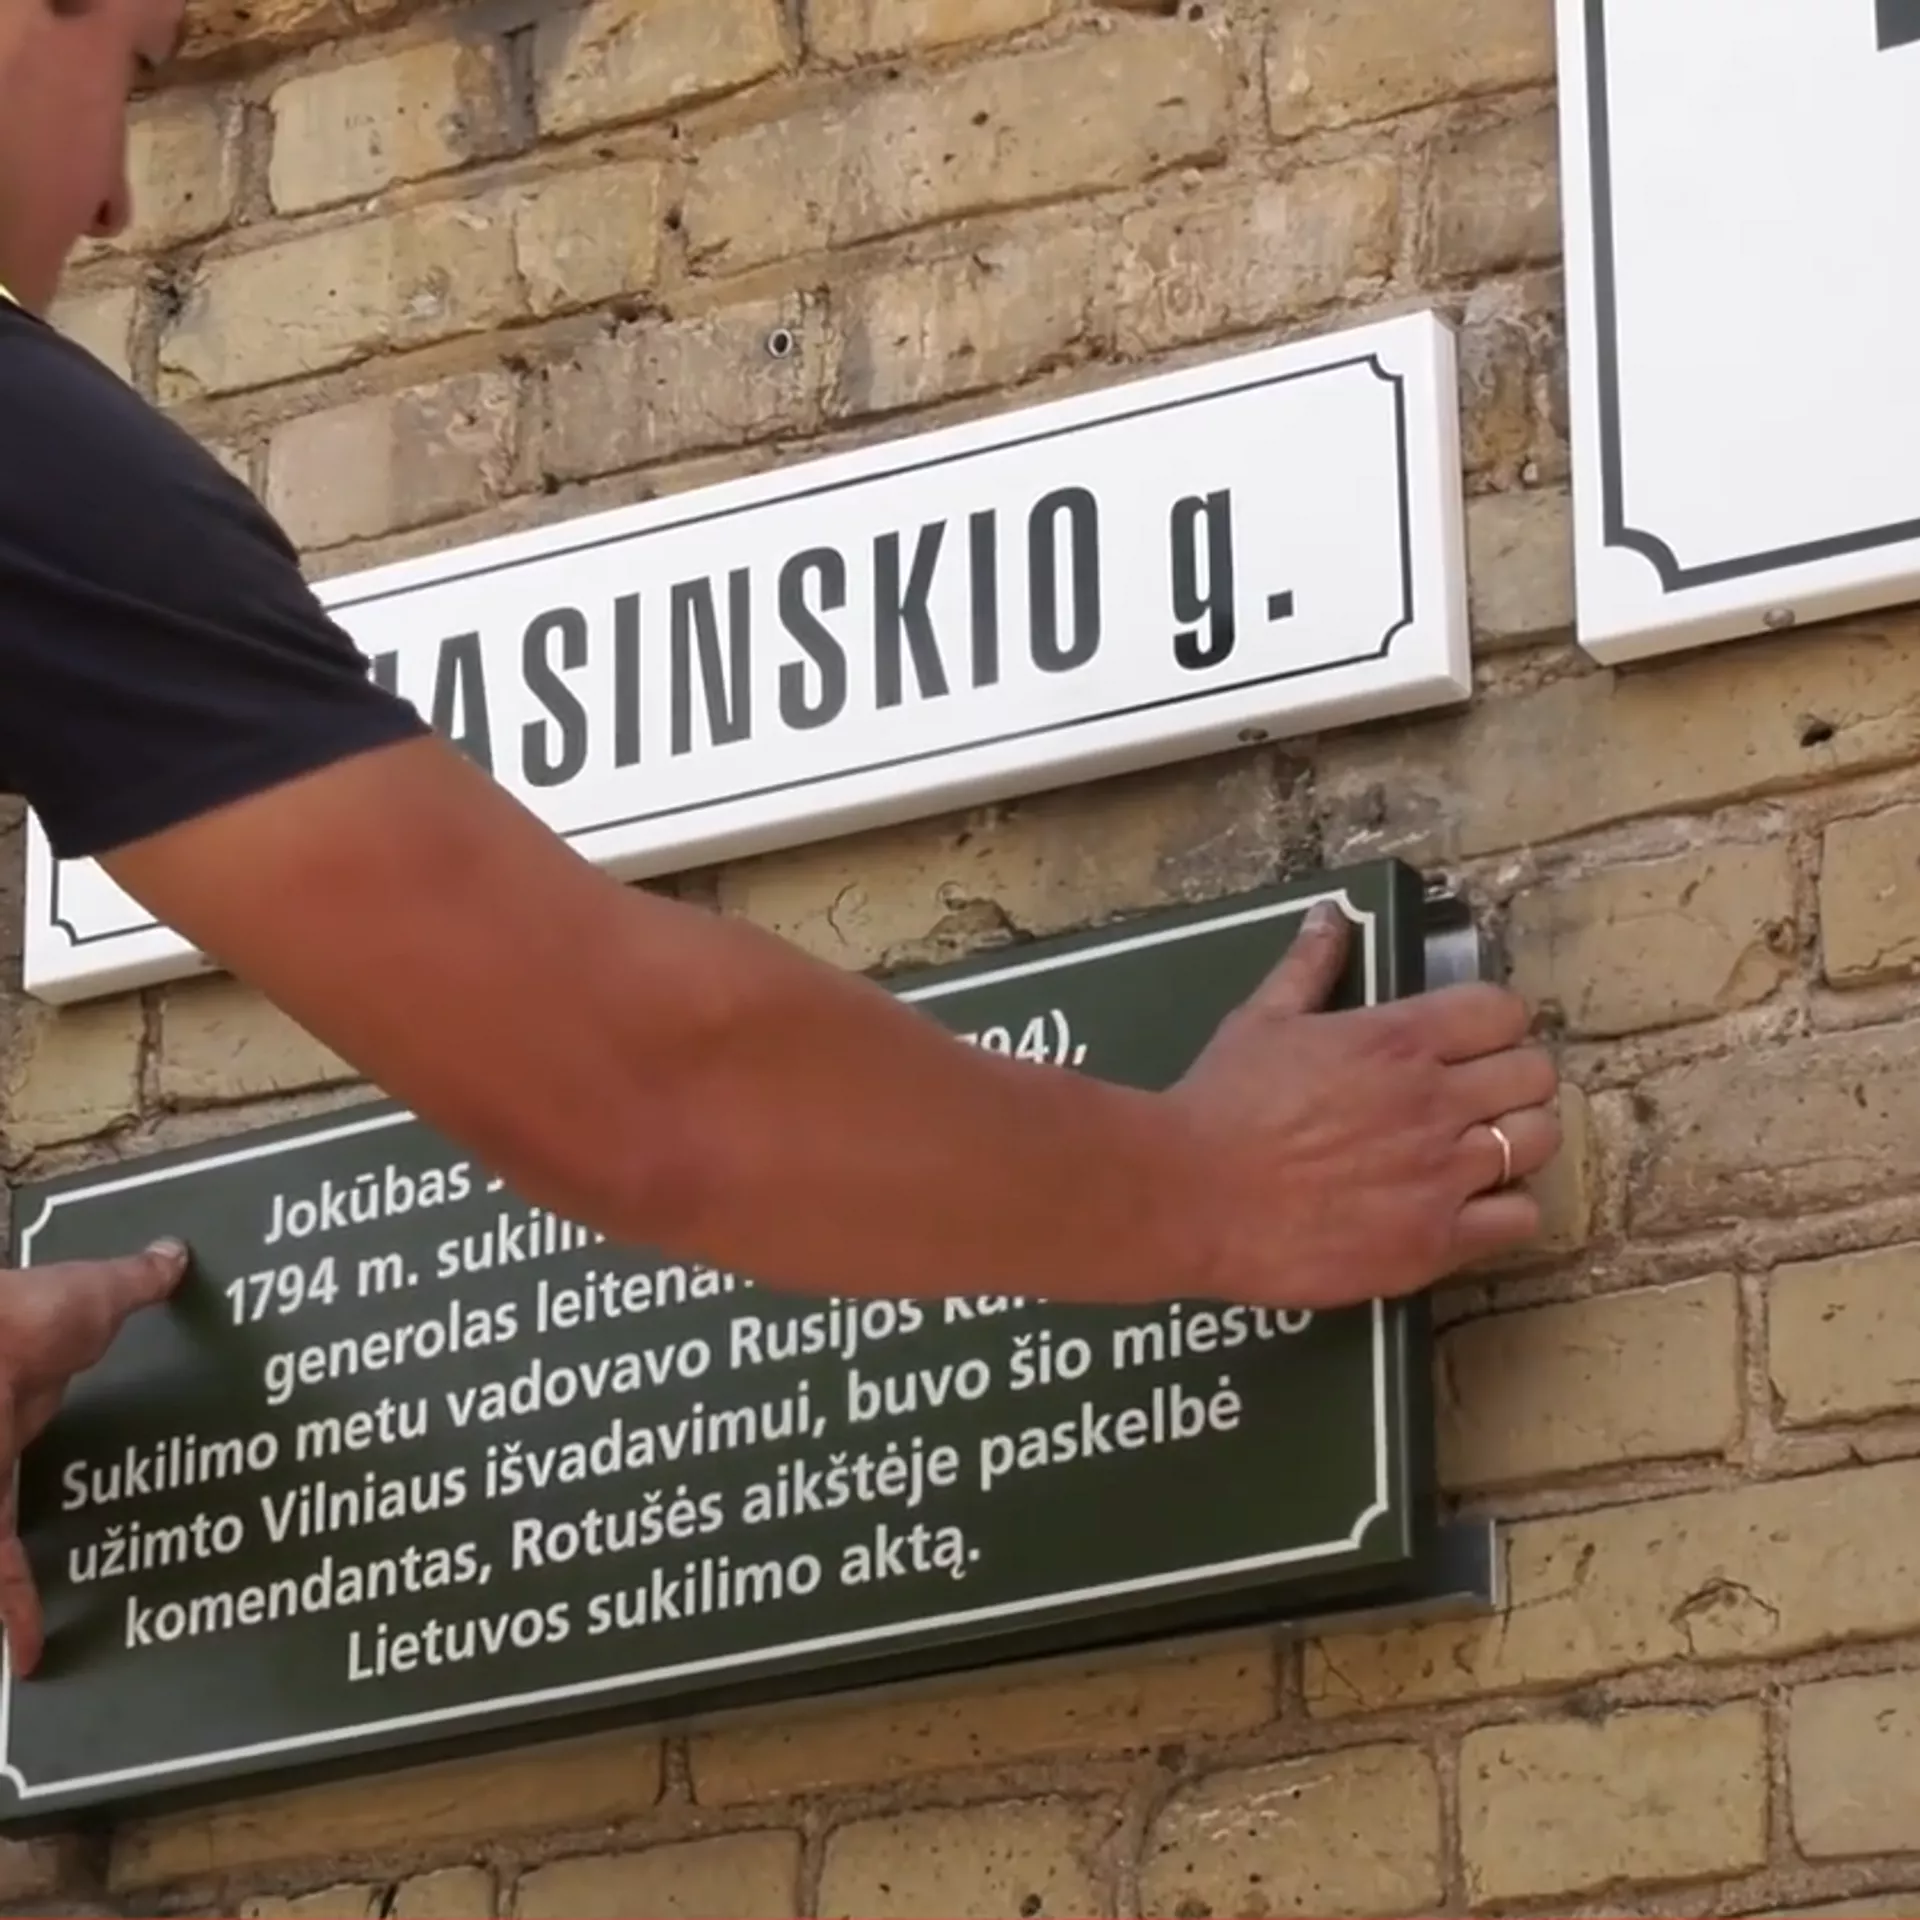 ASINSKIO g.
794),
Jokūbas
1794 m.
generolas
Sukilimo metu vadovavo Rusijos
užimto Vilniaus išvadavimui, buvo šio miesto
komendantas, Rotušės aikštėje paskelbė
Lietuvos sukilimo aktą.